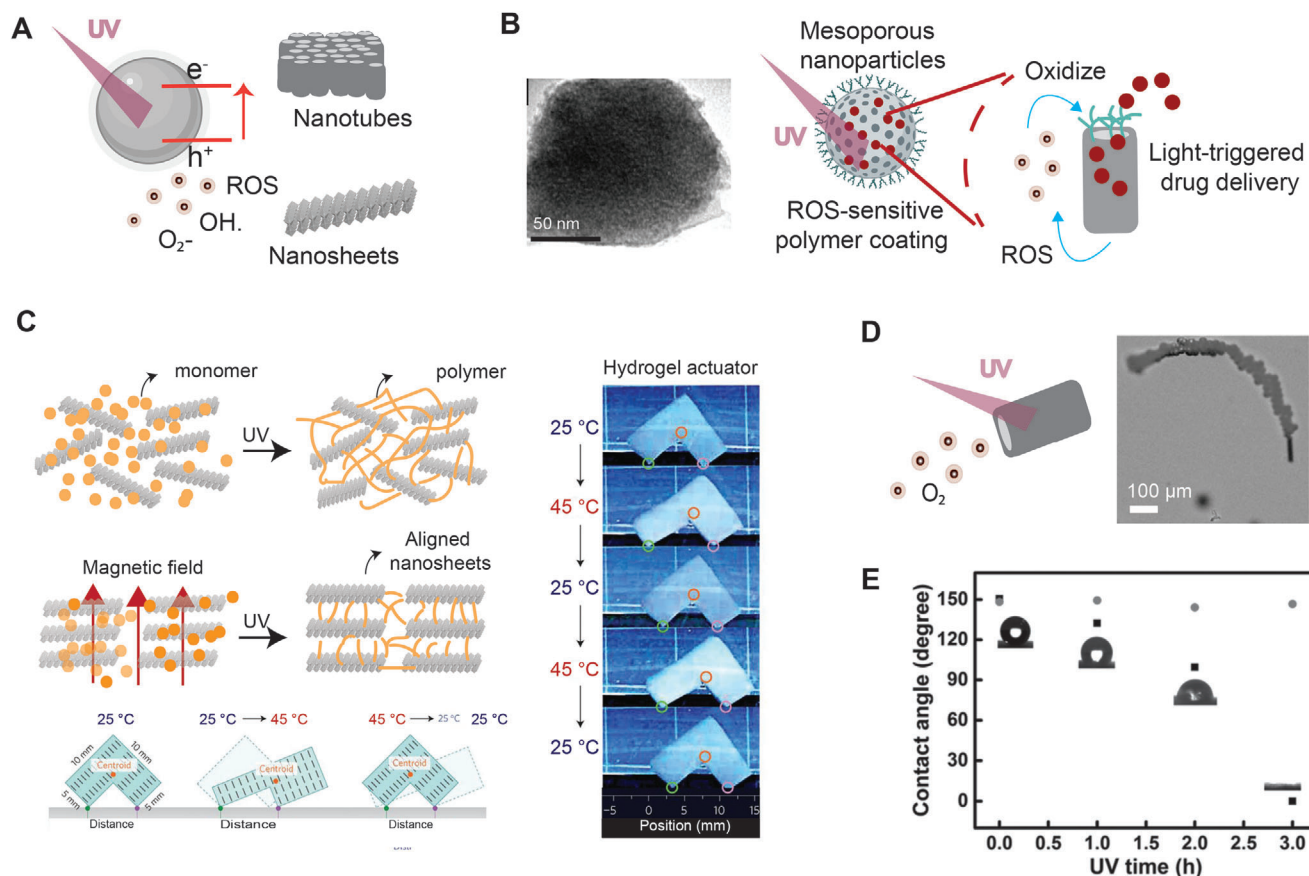 A
UV
e-
h+
ROS
OH.
O₂-
Nanotubes
Nanosheets
B
50 nm
Mesoporous
nanoparticles
UV
ROS-sensitive
polymer coating
Oxidize
ROS
Light-triggered
drug delivery
C
monomer
UV
polymer
Magnetic field
UV
Aligned
nanosheets
25 °C
25 °C → 45 °C
45 °C → 25 °C 25 °C
10 mm
10 mm
5 mm
5 mm
Centroid
Centroid
Centroid
Distance
Distance
Distance
Hydrogel actuator
25 °C
45 °C
25 °C
45 °C
25 °C
-5 0 5 10 15
Position (mm)
D
UV
O₂
100 µm
E
Contact angle (degree)
150
120
90
60
30
0
0.0 0.5 1.0 1.5 2.0 2.5 3.0
UV time (h)